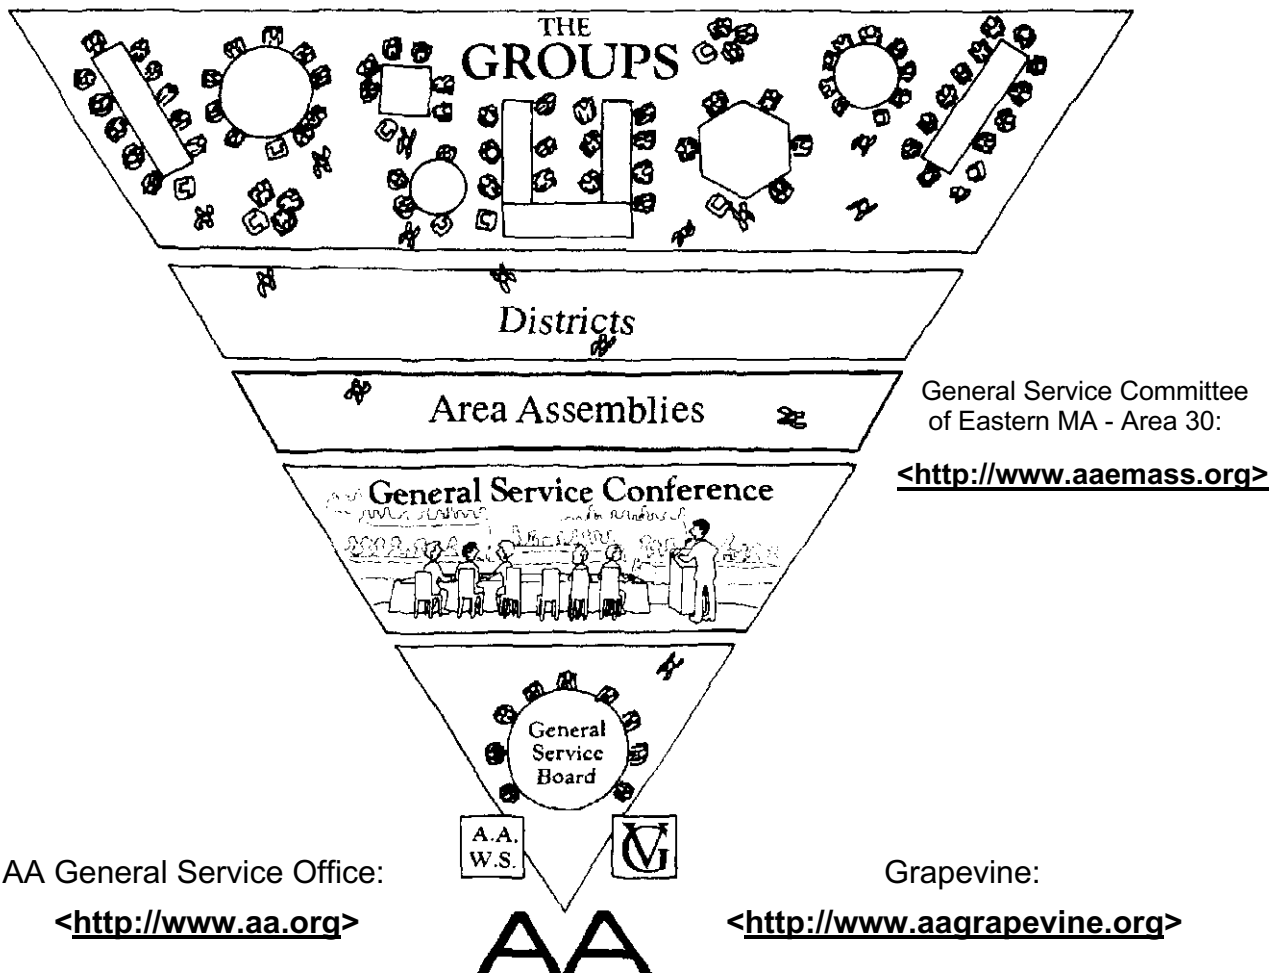 THE
GROUPS
Districts
Area Assemblies
General Service Committee
of Eastern MA - Area 30:
<http://www.aaemass.org>
General Service Conference
General
Service
Board
A.A.
W.S.
GV
AA General Service Office:
<http://www.aa.org>
Grapevine:
<http://www.aagrapevine.org>
AA